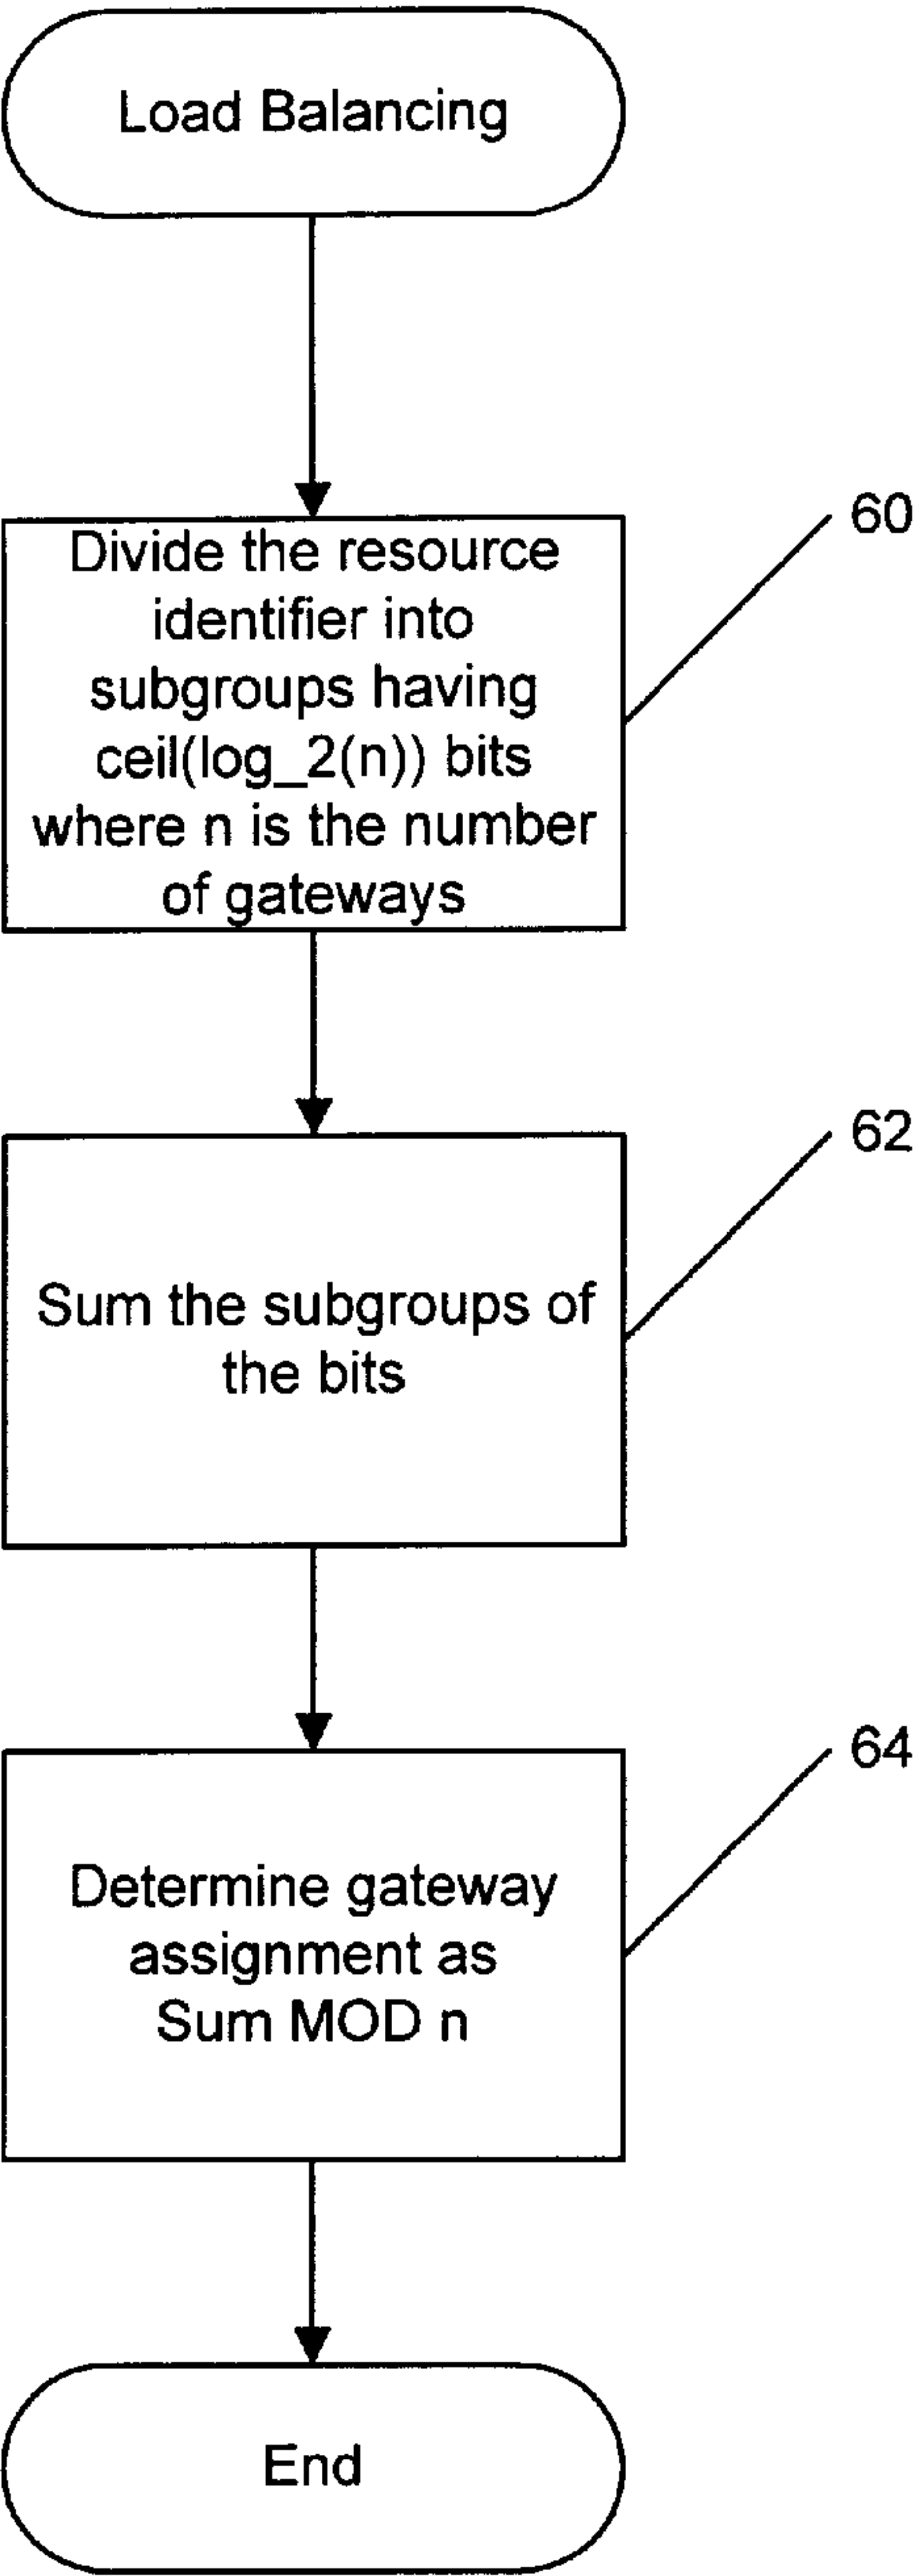 Load Balancing
60
Divide the resource
identifier into
subgroups having
ceil(log_2(n)) bits
where n is the number
of gateways
62
Sum the subgroups of
the bits
64
Determine gateway
assignment as
Sum MOD n
End